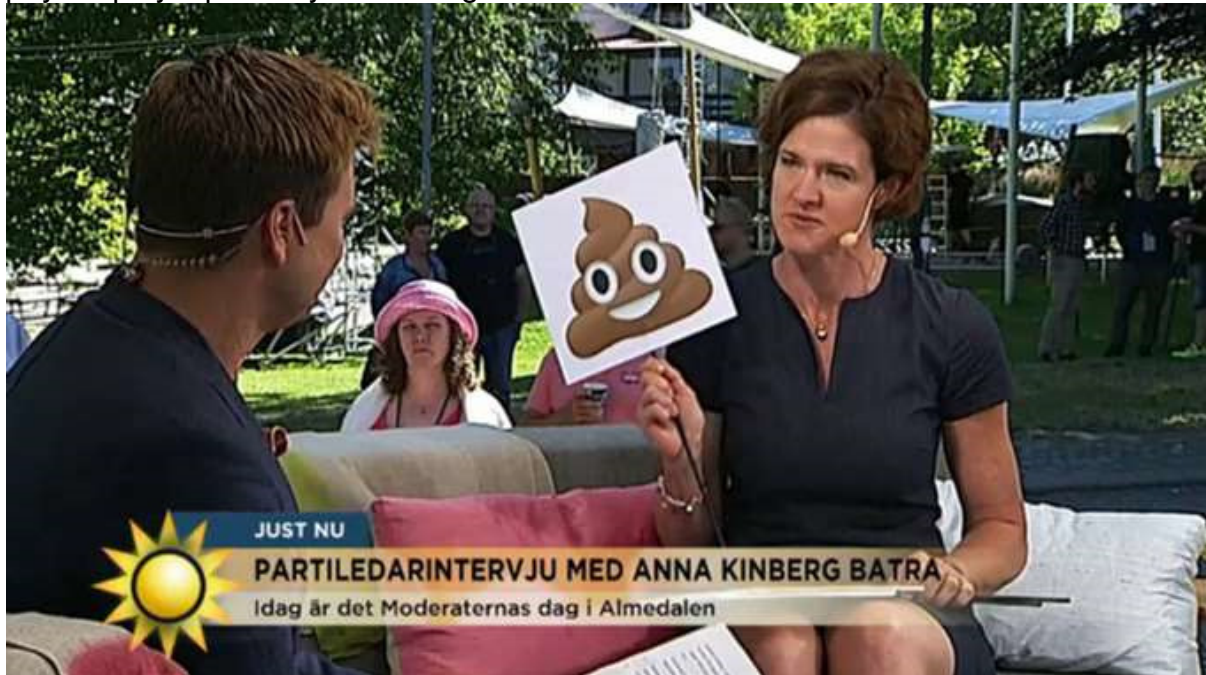 JUST NU
PARTILEDARINTERVJU MED ANNA KINBERG BATRA
Idag är det Moderaternas dag i Almedalen